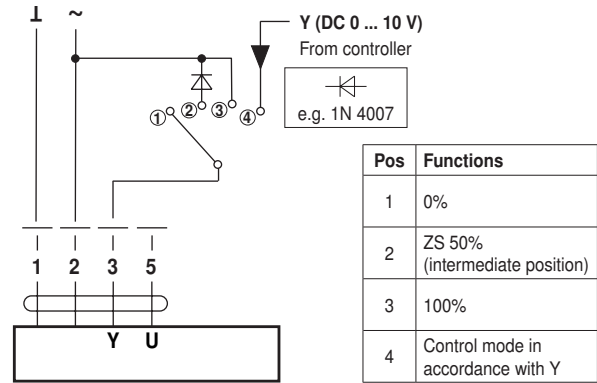 ⊥ ~
Y (DC 0 ... 10 V)
From controller
① ② ③ ④
e.g. 1N 4007
1 2 3 5
Y U
Pos Functions
1 0%
2 ZS 50%
(intermediate position)
3 100%
4 Control mode in
accordance with Y